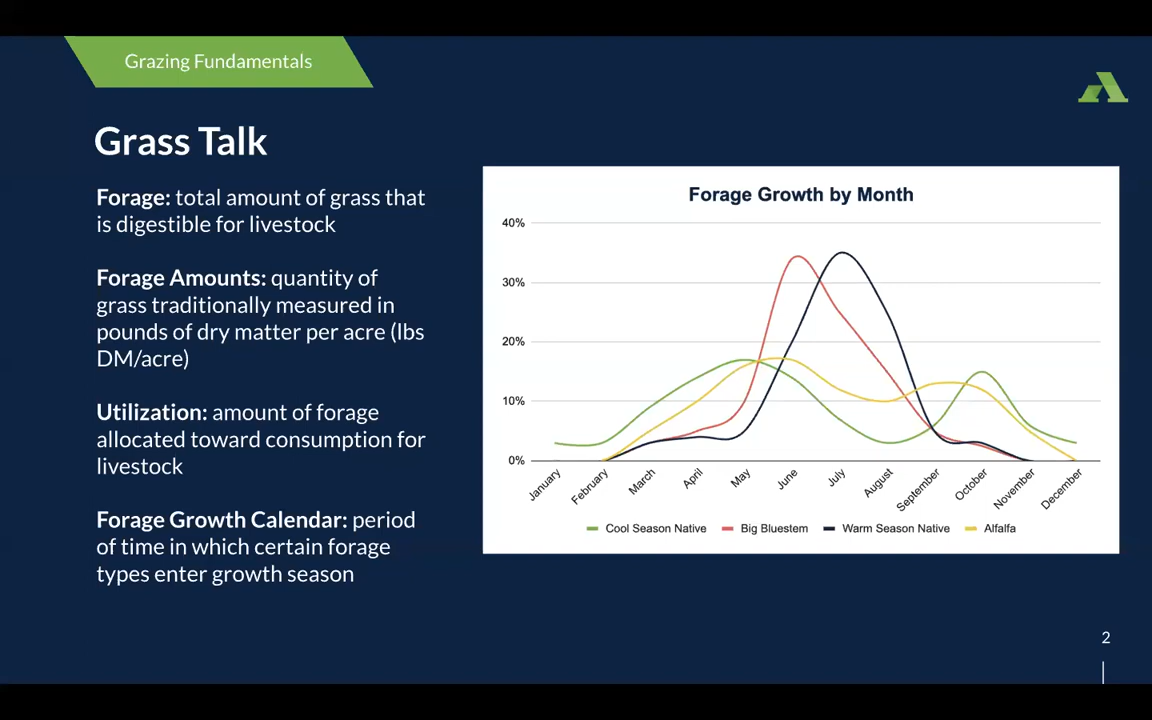 Grazing Fundamentals
Grass Talk
Forage: total amount of grass that
is digestible for livestock
Forage Amounts: quantity of
grass traditionally measured in
pounds of dry matter per acre (lbs
DM/acre)
Utilization: amount of forage
allocated toward consumption for
livestock
Forage Growth Calendar: period
of time in which certain forage
types enter growth season
Forage Growth by Month
40%
30%
20%
10%
0%
January
February
March
April
May
June
July
August
September
October
November
December
Cool Season Native
Big Bluestem
Warm Season Native
Alfalfa
2